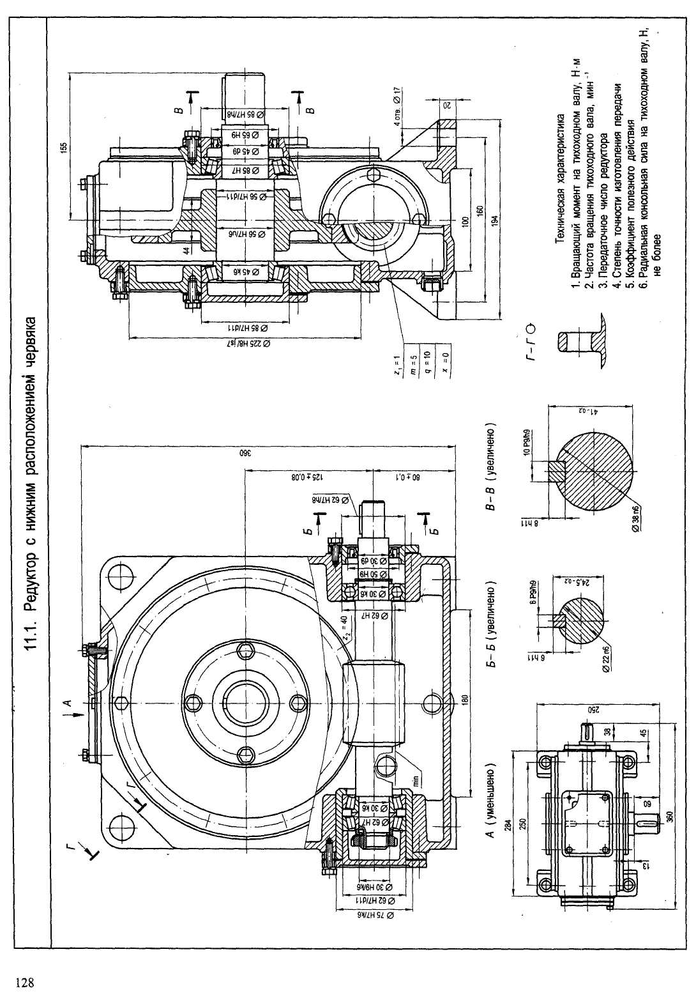 11.1. Редуктор с нижним расположением червяка
А
Г
Г
360
125 ± 0,08
80 ± 0,1
Ø 62 H7/h8
Б
Б
Ø 30 d9
Ø 50 H9
Ø 30 k6
Ø 62 H7
z₂ = 40
180
min
Ø 30 k6
Ø 62 H7
Ø 30 H9/k6
Ø 62 H7/d11
Ø 75 H7/k6
155
В
В
Ø 85 H7/h8
Ø 65 H9
Ø 45 d9
Ø 85 H7
Ø 56 H7/d11
Ø 56 H7/u6
44
Ø 45 k6
Ø 85 H7/d11
Ø 225 H8/ js7
4 отв. Ø 17
20
100
160
194
z₁ = 1
m = 5
q = 10
x = 0
А ( уменьшено )
284
250
250
38
45
60
13
360
Б – Б ( увеличено )
6 P9/h9
6 h11
24,5-0,2
Ø 22 n6
В – В ( увеличено )
10 P9/h9
8 h11
41-0,2
Ø 38 n6
Г – Г
Техническая характеристика
1. Вращающий момент на тихоходном валу, Н · м
2. Частота вращения тихоходного вала, мин⁻¹
3. Передаточное число редуктора
4. Степень точности изготовления передачи
5. Коэффициент полезного действия
6. Радиальная консольная сила на тихоходном валу, Н,
не более
128